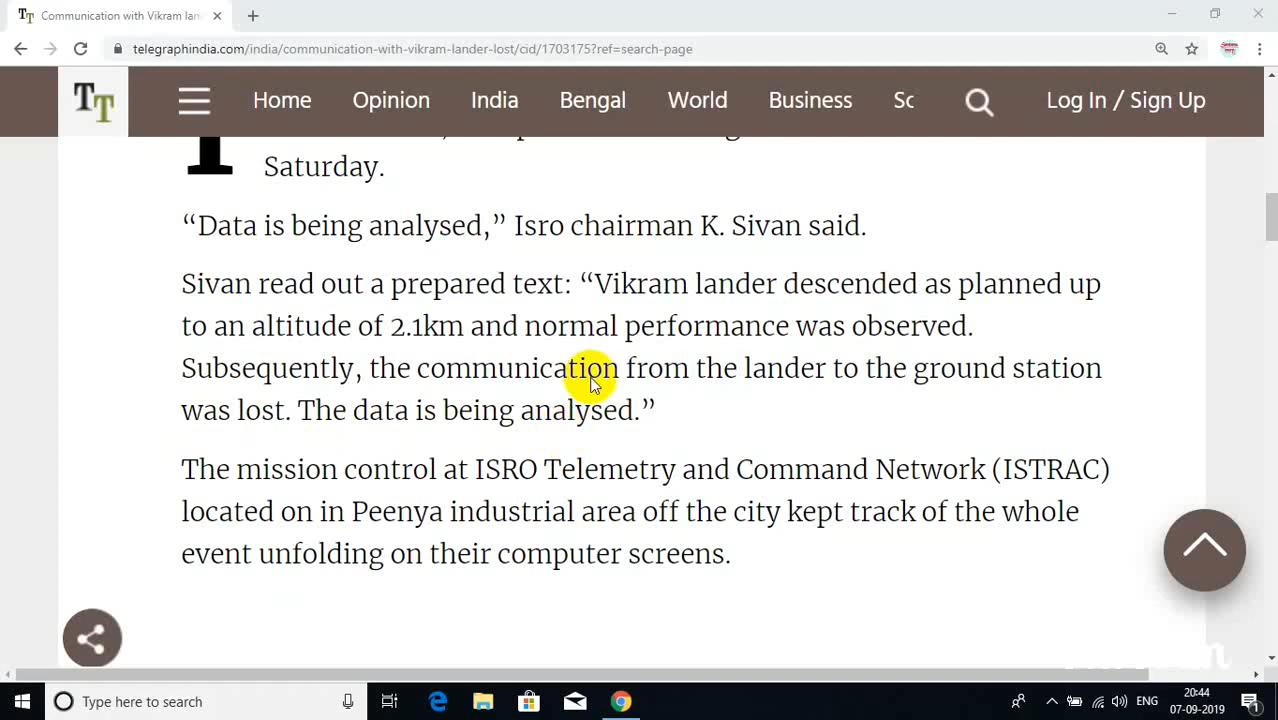 Communication with Vikram lan
telegraphindia.com/india/communication-with-vikram-lander-lost/cid/1703175?ref=search-page
TT
Home Opinion India Bengal World Business Sc Log In / Sign Up
Saturday.
“Data is being analysed,” Isro chairman K. Sivan said.
Sivan read out a prepared text: “Vikram lander descended as planned up
to an altitude of 2.1km and normal performance was observed.
Subsequently, the communication from the lander to the ground station
was lost. The data is being analysed.”
The mission control at ISRO Telemetry and Command Network (ISTRAC)
located on in Peenya industrial area off the city kept track of the whole
event unfolding on their computer screens.
Type here to search
ENG
20:44
07-09-2019
1